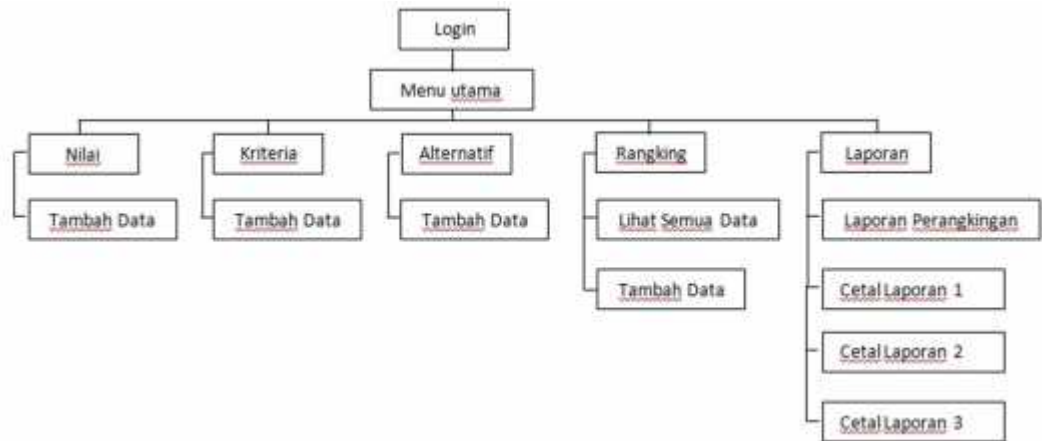 Login
Menu utama
Nilai
Kriteria
Alternatif
Rangking
Laporan
Tambah Data
Tambah Data
Tambah Data
Lihat Semua Data
Laporan Perangkingan
Tambah Data
Cetal Laporan 1
Cetal Laporan 2
Cetal Laporan 3